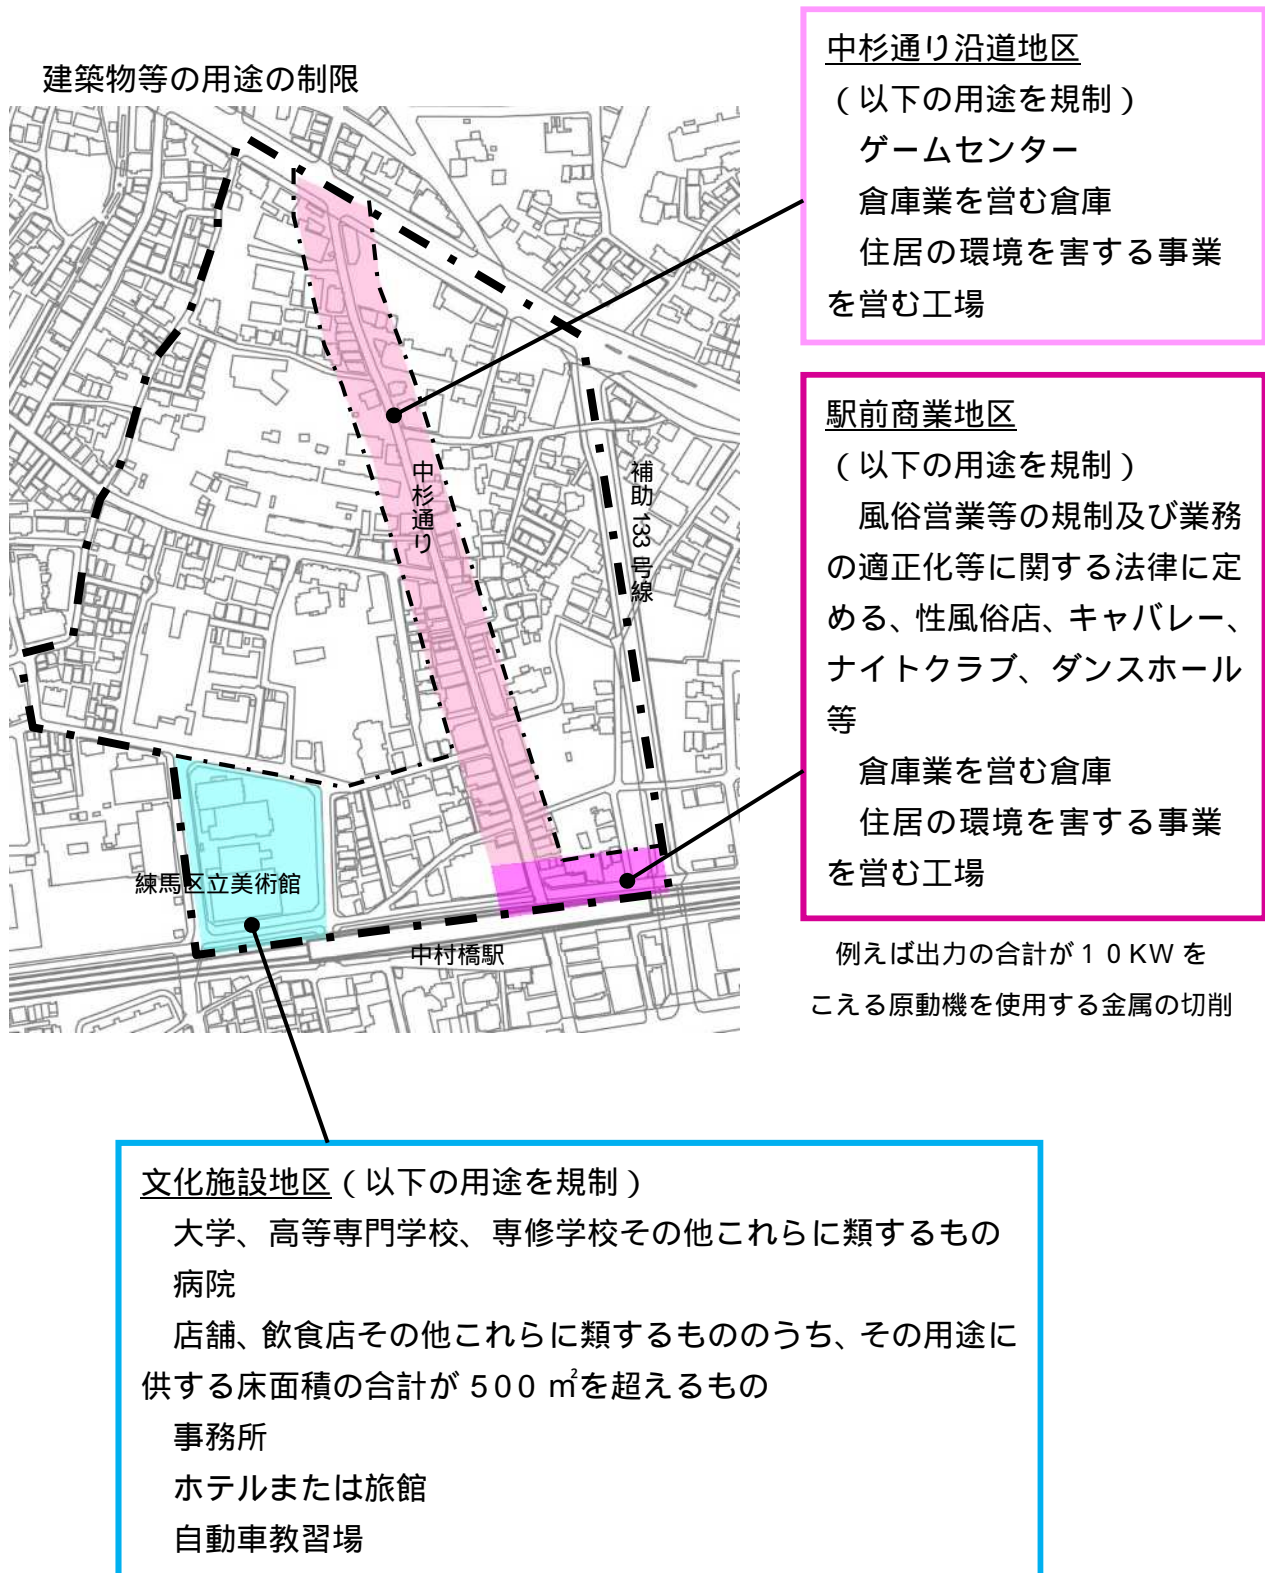 建築物等の用途の制限
中杉通り沿道地区
（以下の用途を規制）
ゲームセンター
倉庫業を営む倉庫
住居の環境を害する事業
を営む工場
駅前商業地区
（以下の用途を規制）
風俗営業等の規制及び業務
の適正化等に関する法律に定
める、性風俗店、キャバレー、
ナイトクラブ、ダンスホール
等
倉庫業を営む倉庫
住居の環境を害する事業
を営む工場
例えば出力の合計が１０KWを
こえる原動機を使用する金属の切削
中杉通り
補助133号線
練馬区立美術館
中村橋駅
文化施設地区（以下の用途を規制）
大学、高等専門学校、専修学校その他これらに類するもの
病院
店舗、飲食店その他これらに類するもののうち、その用途に
供する床面積の合計が500㎡を超えるもの
事務所
ホテルまたは旅館
自動車教習場